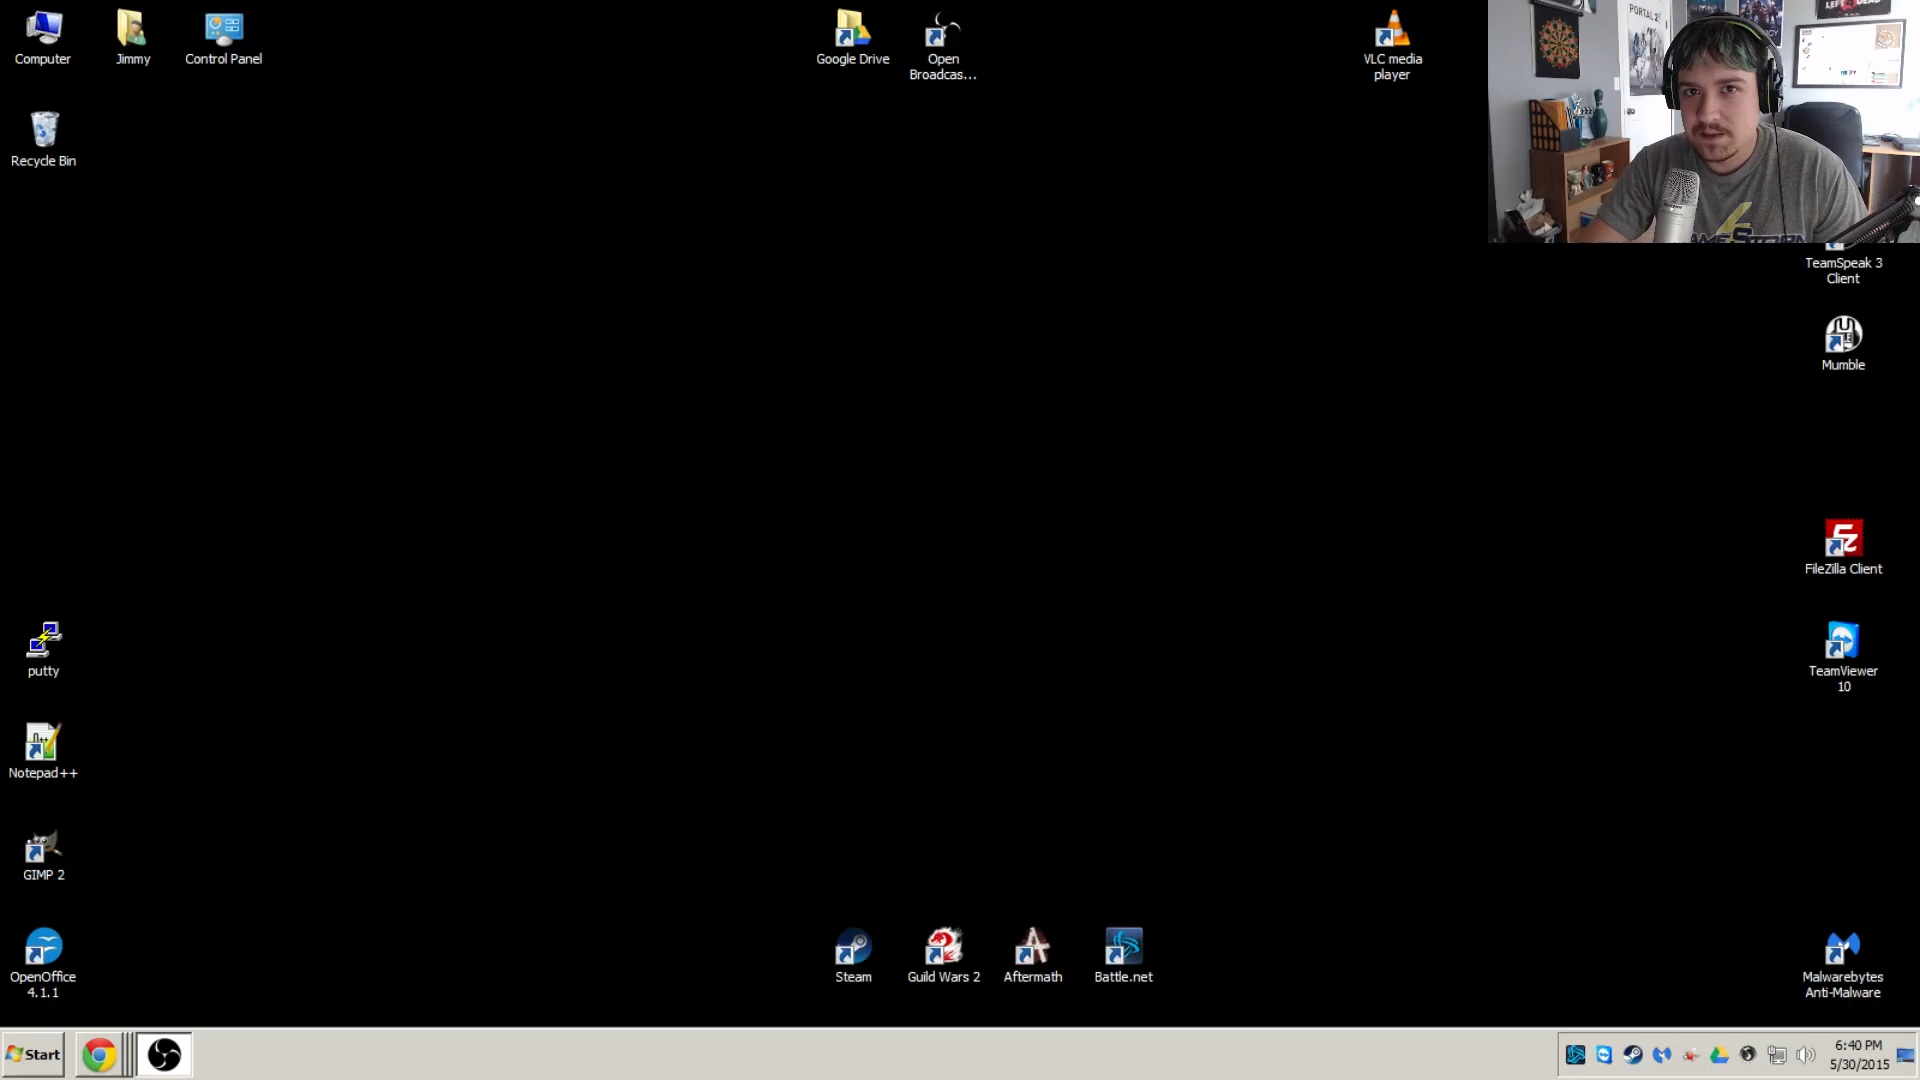 Computer
Jimmy
Control Panel
Google Drive
Open
Broadcas...
VLC media
player
PORTAL 2
Recycle Bin
TeamSpeak 3
Client
Mumble
FileZilla Client
putty
TeamViewer
10
Notepad++
GIMP 2
OpenOffice
4.1.1
Steam
Guild Wars 2
Aftermath
Battle.net
Malwarebytes
Anti-Malware
Start
6:40 PM
5/30/2015